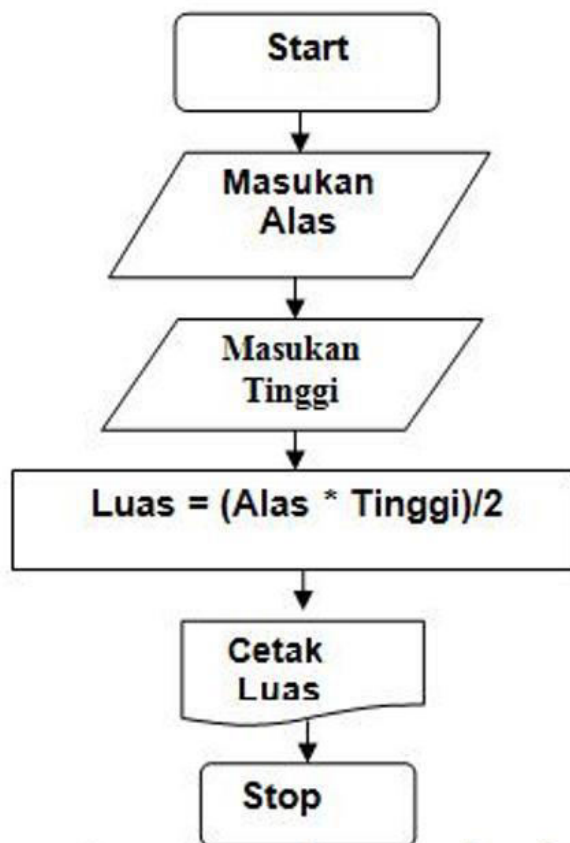 Start
Masukan
Alas
Masukan
Tinggi
Luas = (Alas * Tinggi)/2
Cetak
Luas
Stop